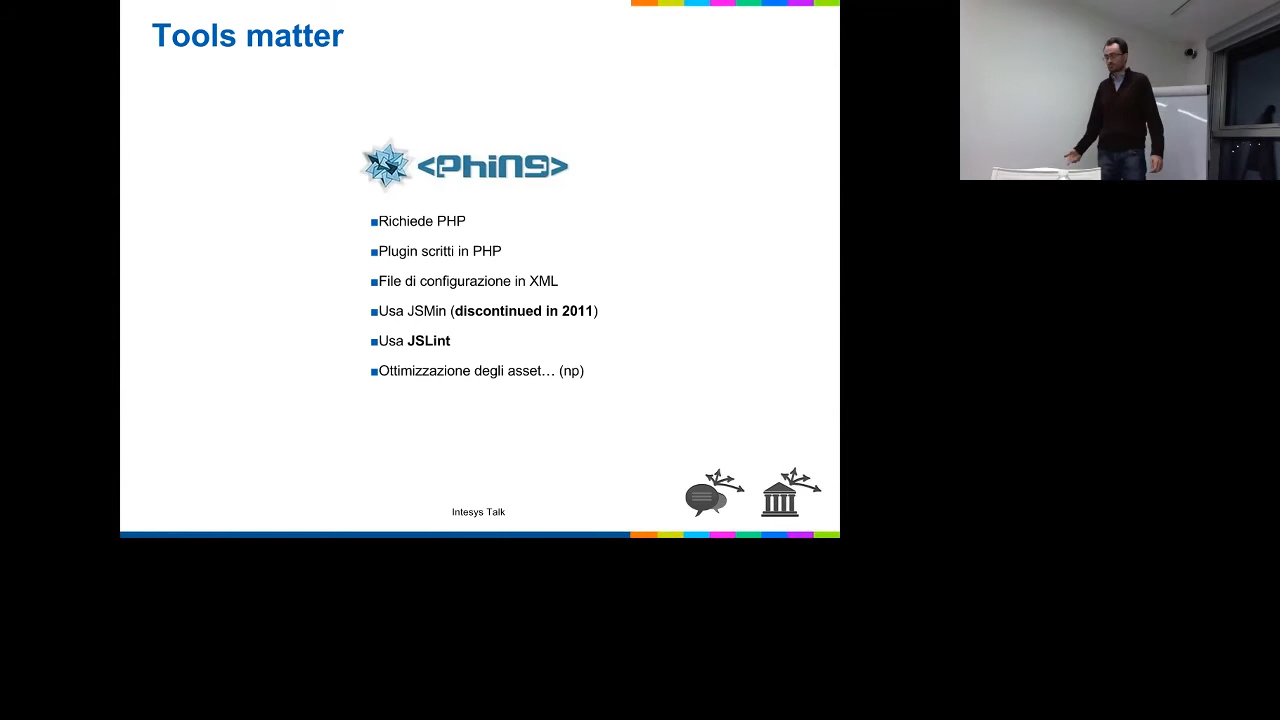 Tools matter
<phing>
■Richiede PHP
■Plugin scritti in PHP
■File di configurazione in XML
■Usa JSMin (discontinued in 2011)
■Usa JSLint
■Ottimizzazione degli asset… (np)
Intesys Talk